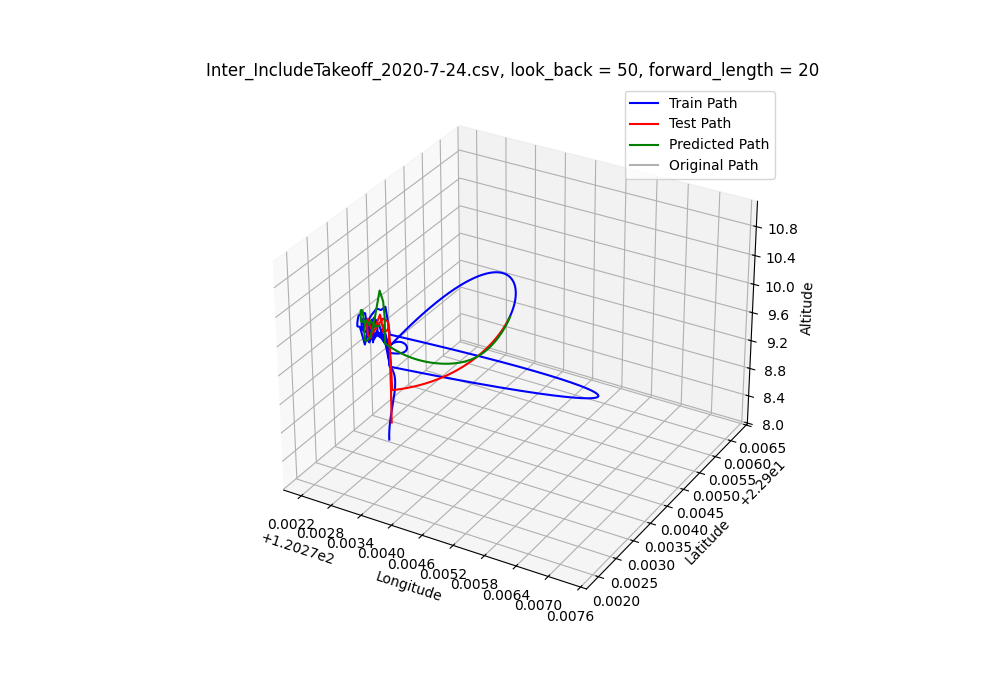 Inter_IncludeTakeoff_2020-7-24.csv, look_back = 50, forward_length = 20
Train Path
Test Path
Predicted Path
Original Path
10.8
10.4
10.0
9.6
9.2
8.8
8.4
8.0
Altitude
0.0065
0.0060
0.0055
0.0050
0.0045
0.0040
0.0035
0.0030
0.0025
0.0020
+2.29e1
Latitude
0.0022
0.0028
0.0034
0.0040
0.0046
0.0052
0.0058
0.0064
0.0070
0.0076
+1.2027e2
Longitude